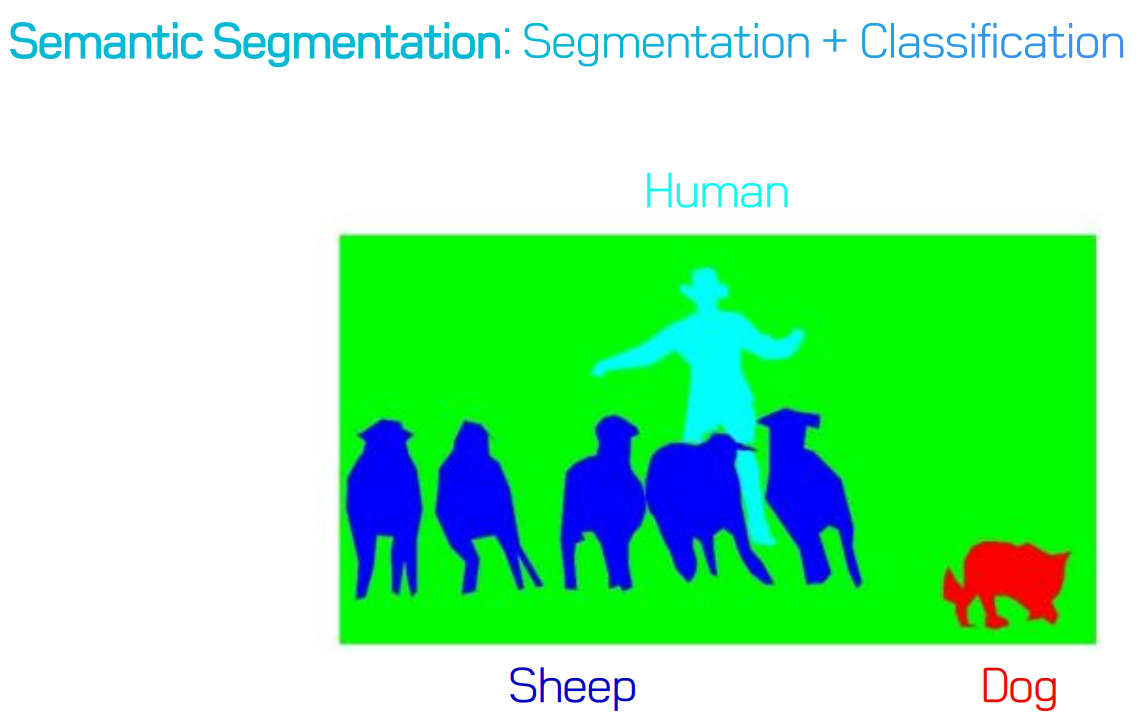 Semantic Segmentation: Segmentation + Classification
Human
Sheep
Dog